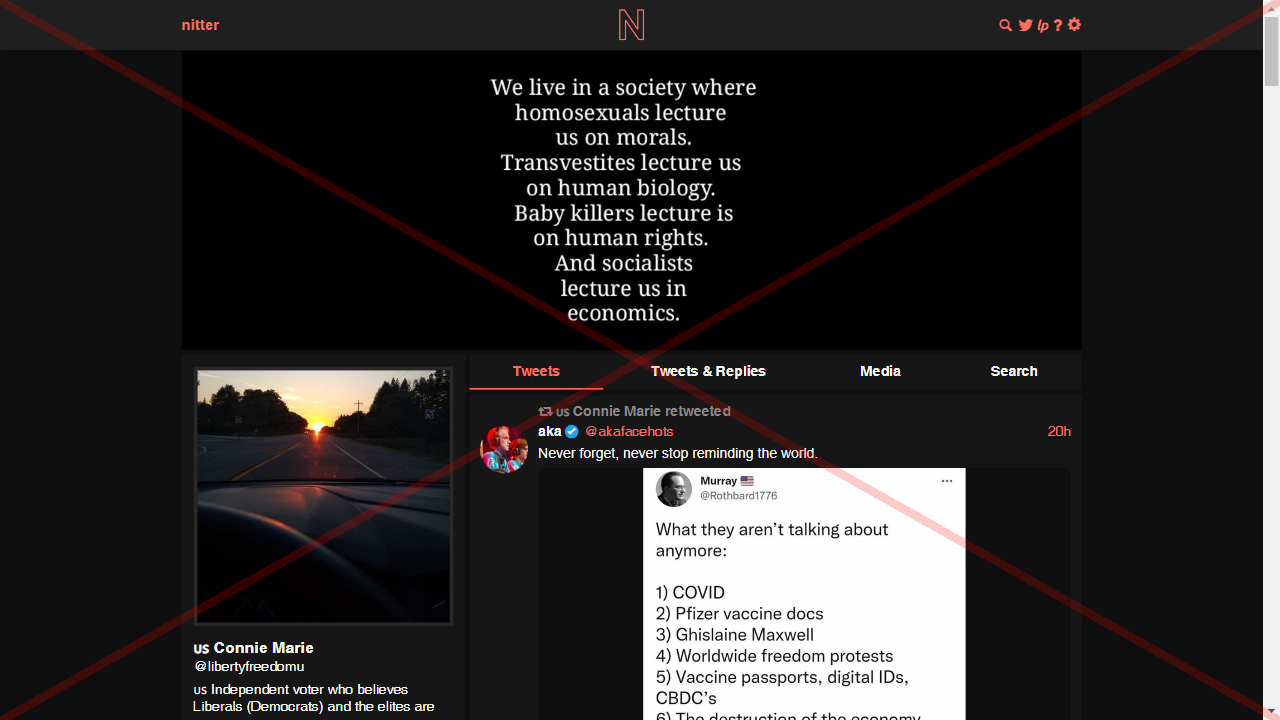 nitter
N
lp ?
We live in a society where
homosexuals lecture
us on morals.
Transvestites lecture us
on human biology.
Baby killers lecture is
on human rights.
And socialists
lecture us in
economics.
Tweets
Tweets & Replies
Media
Search
us Connie Marie retweeted
aka @akafacehots
20h
Never forget, never stop reminding the world.
Murray 🇺🇸
@Rothbard1776
What they aren't talking about
anymore:
1) COVID
2) Pfizer vaccine docs
3) Ghislaine Maxwell
4) Worldwide freedom protests
5) Vaccine passports, digital IDs,
CBDC's
6) The destruction of the economy
us Connie Marie
@libertyfreedomu
us Independent voter who believes
Liberals (Democrats) and the elites are